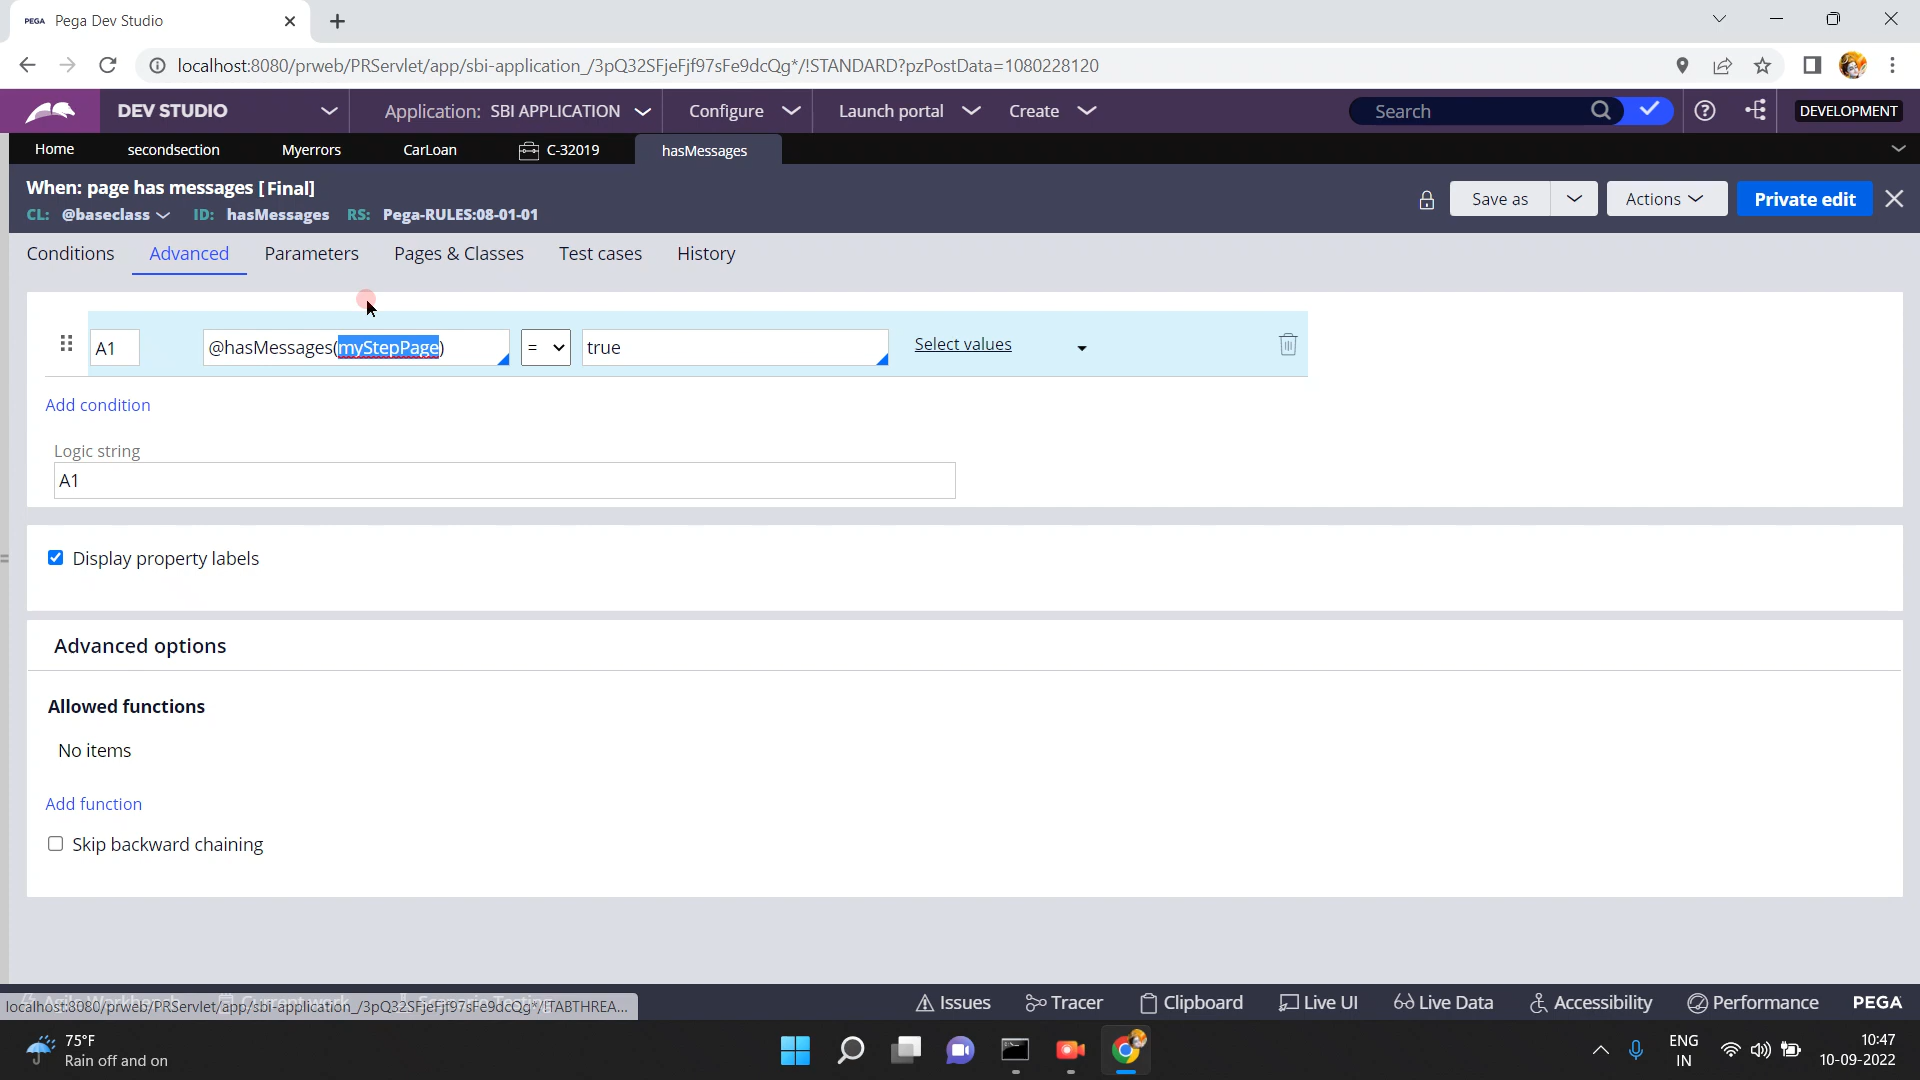 PEGA Pega Dev Studio
localhost:8080/prweb/PRServlet/app/sbi-application_/3pQ32SFjeFjf97sFe9dcQg*/!STANDARD?pzPostData=1080228120
DEV STUDIO Application: SBI APPLICATION Configure Launch portal Create Search DEVELOPMENT
Home secondsection Myerrors CarLoan C-32019 hasMessages
When: page has messages [ Final]
CL: @baseclass ID: hasMessages RS: Pega-RULES:08-01-01
Save as Actions Private edit
Conditions Advanced Parameters Pages & Classes Test cases History
A1 @hasMessages(myStepPage) = true Select values
Add condition
Logic string
A1
Display property labels
Advanced options
Allowed functions
No items
Add function
Skip backward chaining
localhost:8080/prweb/PRServlet/app/sbi-application_/3pQ32SFjeFjf97sFe9dcQg*/!TABTHREA...
Issues Tracer Clipboard Live UI Live Data Accessibility Performance PEGA
75°F
Rain off and on
ENG
IN
10:47
10-09-2022